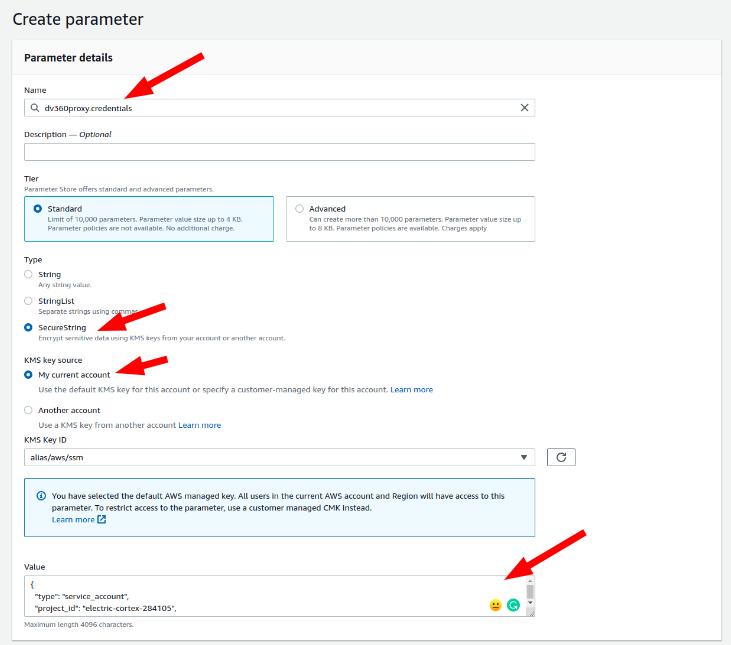 Create parameter
Parameter details
Name
dv360proxy.credentials
Description — Optional
Tier
Parameter Store offers standard and advanced parameters.
Standard
Limit of 10,000 parameters. Parameter value size up to 4 KB.
Parameter policies are not available. No additional charge.
Advanced
Can create more than 10,000 parameters. Parameter value size up
to 8 KB. Parameter policies are available. Charges apply
Type
String
Any string value.
StringList
Separate strings using commas.
SecureString
Encrypt sensitive data using KMS keys from your account or another account.
KMS key source
My current account
Use the default KMS key for this account or specify a customer-managed key for this account. Learn more
Another account
Use a KMS key from another account Learn more
KMS Key ID
alias/aws/ssm
You have selected the default AWS managed key. All users in the current AWS account and Region will have access to this
parameter. To restrict access to the parameter, use a customer managed CMK instead.
Learn more
Value
{
"type": "service_account",
"project_id": "electric-cortex-284105",
Maximum length 4096 characters.